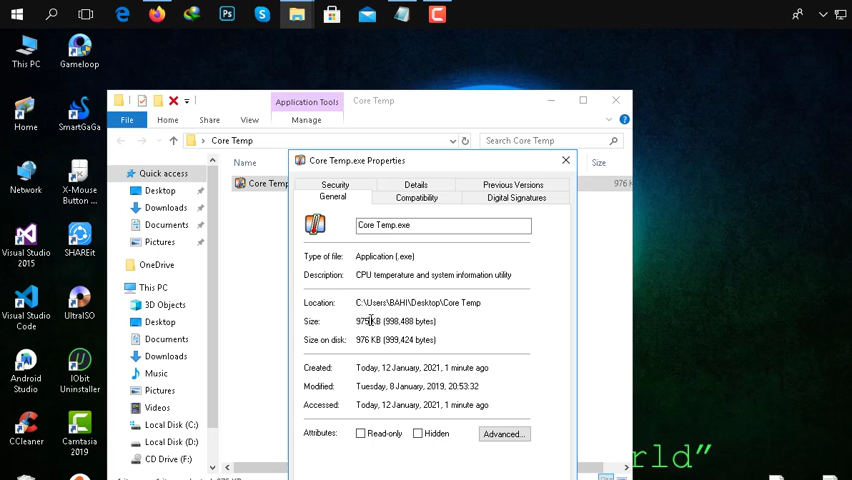 This PC
Gameloop
Home
SmartGaGa
Network
X-Mouse
Button ...
Visual Studio
2015
SHAREit
Visual Studio
Code
UltraISO
Android
Studio
IObit
Uninstaller
CCleaner
Camtasia
2019
Application Tools
Core Temp
File
Home
Share
View
Manage
Core Temp
Search Core Temp
Name
Size
Core Temp
976 K
Quick access
Desktop
Downloads
Documents
Pictures
OneDrive
This PC
3D Objects
Desktop
Documents
Downloads
Music
Pictures
Videos
Local Disk (C:)
Local Disk (D:)
CD Drive (F:)
Core Temp.exe Properties
Security
Details
Previous Versions
General
Compatibility
Digital Signatures
Core Temp.exe
Type of file: Application (.exe)
Description: CPU temperature and system information utility
Location: C:\Users\BAHI\Desktop\Core Temp
Size: 975 KB (998,488 bytes)
Size on disk: 976 KB (999,424 bytes)
Created: Today, 12 January, 2021, 1 minute ago
Modified: Tuesday, 8 January, 2019, 20:53:32
Accessed: Today, 12 January, 2021, 1 minute ago
Attributes: Read-only Hidden Advanced...
rld”